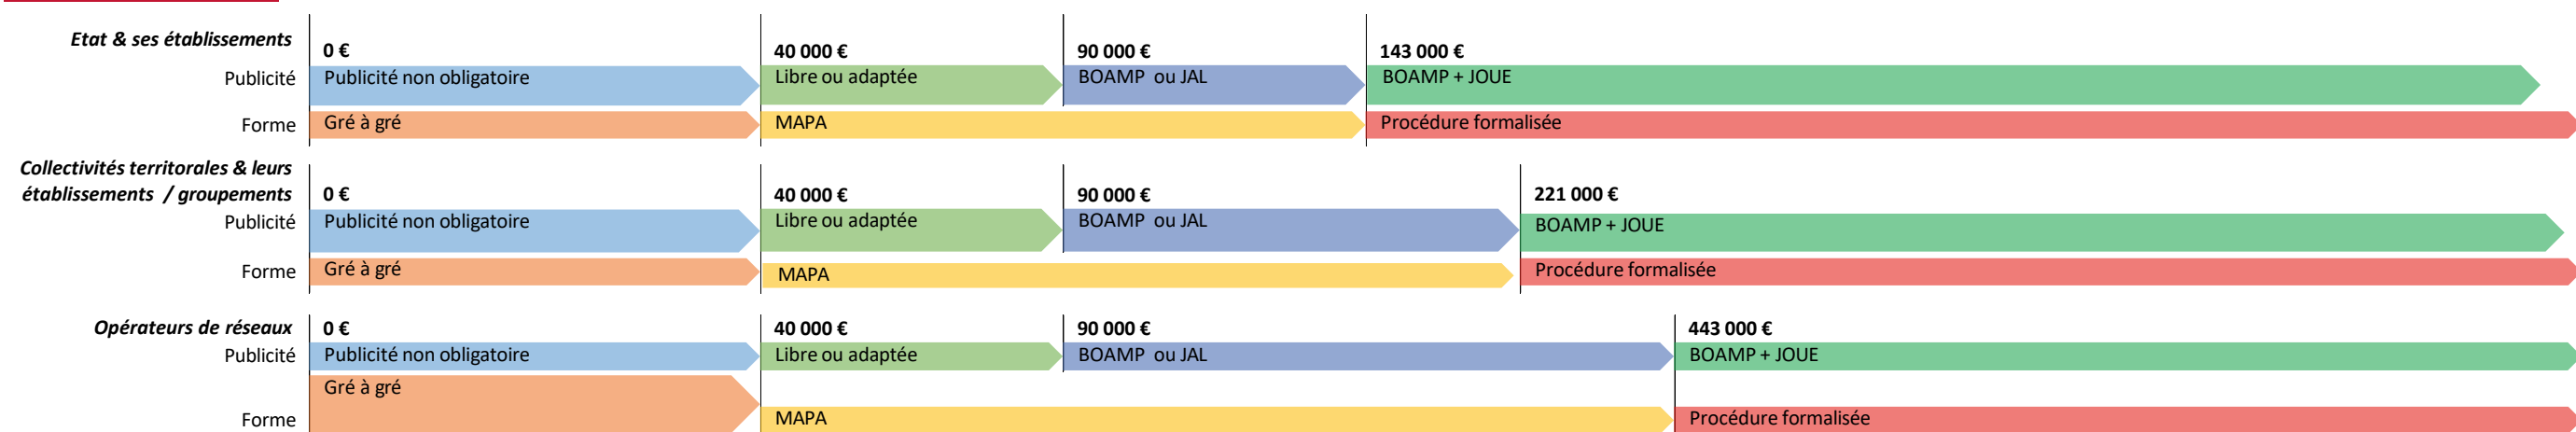 Etat & ses établissements
0 € 40 000 € 90 000 € 143 000 €
Publicité Publicité non obligatoire Libre ou adaptée BOAMP ou JAL BOAMP + JOUE
Forme Gré à gré MAPA Procédure formalisée
Collectivités territorales & leurs
établissements / groupements 0 € 40 000 € 90 000 € 221 000 €
Publicité Publicité non obligatoire Libre ou adaptée BOAMP ou JAL BOAMP + JOUE
Forme Gré à gré MAPA Procédure formalisée
Opérateurs de réseaux 0 € 40 000 € 90 000 € 443 000 €
Publicité Publicité non obligatoire Libre ou adaptée BOAMP ou JAL BOAMP + JOUE
Gré à gré
Forme MAPA Procédure formalisée